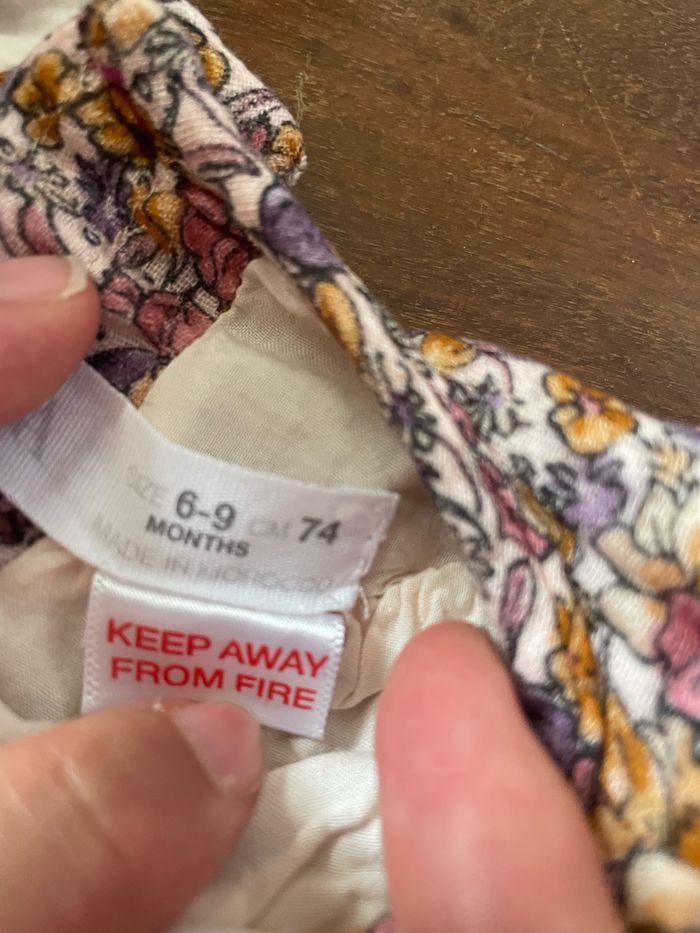 SIZE 6-9 CM 74
MONTHS
MADE IN MOROCCO
KEEP AWAY
FROM FIRE